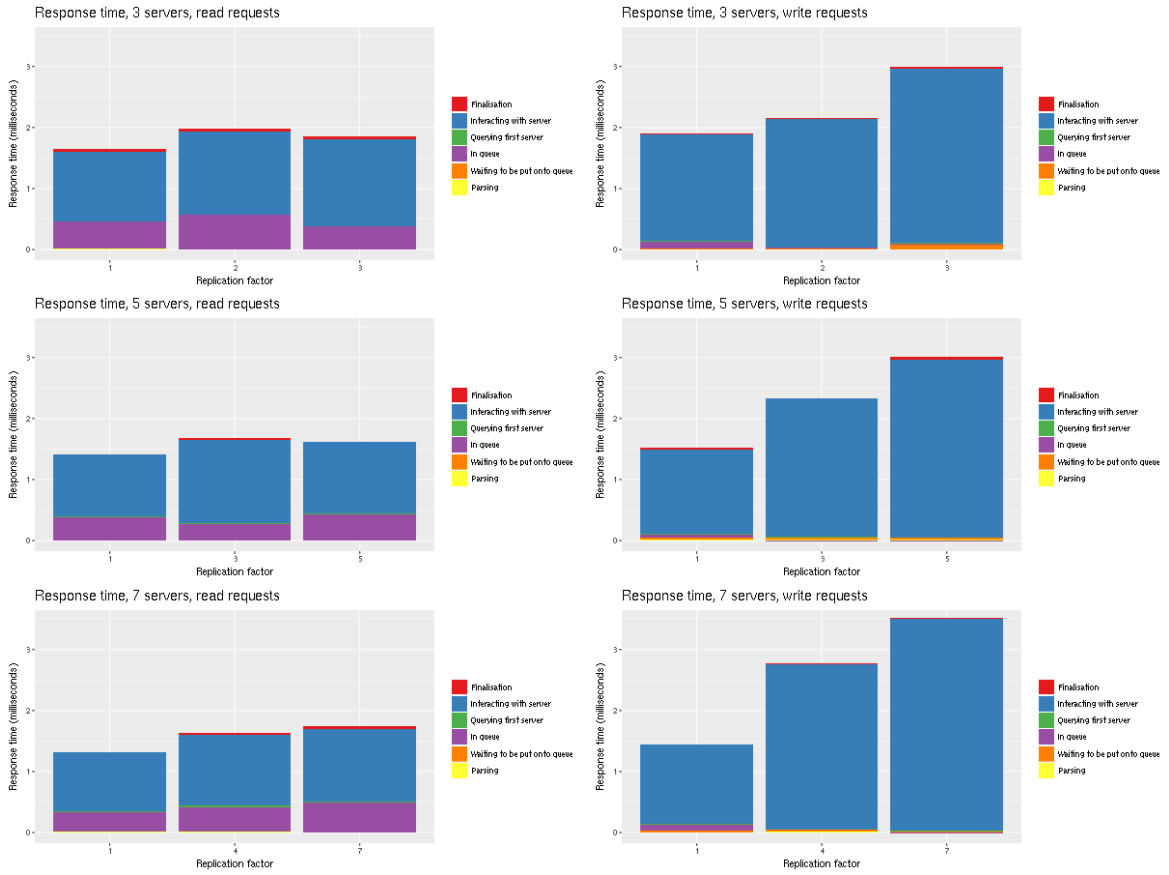 Response time, 3 servers, read requests
Response time (milliseconds)
3
2
1
0
1
2
3
Replication factor
Finalisation
Interacting with server
Querying first server
In queue
Waiting to be put onto queue
Parsing
Response time, 3 servers, write requests
Response time (milliseconds)
3
2
1
0
1
2
3
Replication factor
Finalisation
Interacting with server
Querying first server
In queue
Waiting to be put onto queue
Parsing
Response time, 5 servers, read requests
Response time (milliseconds)
3
2
1
0
1
3
5
Replication factor
Finalisation
Interacting with server
Querying first server
In queue
Waiting to be put onto queue
Parsing
Response time, 5 servers, write requests
Response time (milliseconds)
3
2
1
0
1
3
5
Replication factor
Finalisation
Interacting with server
Querying first server
In queue
Waiting to be put onto queue
Parsing
Response time, 7 servers, read requests
Response time (milliseconds)
3
2
1
0
1
4
7
Replication factor
Finalisation
Interacting with server
Querying first server
In queue
Waiting to be put onto queue
Parsing
Response time, 7 servers, write requests
Response time (milliseconds)
3
2
1
0
1
4
7
Replication factor
Finalisation
Interacting with server
Querying first server
In queue
Waiting to be put onto queue
Parsing